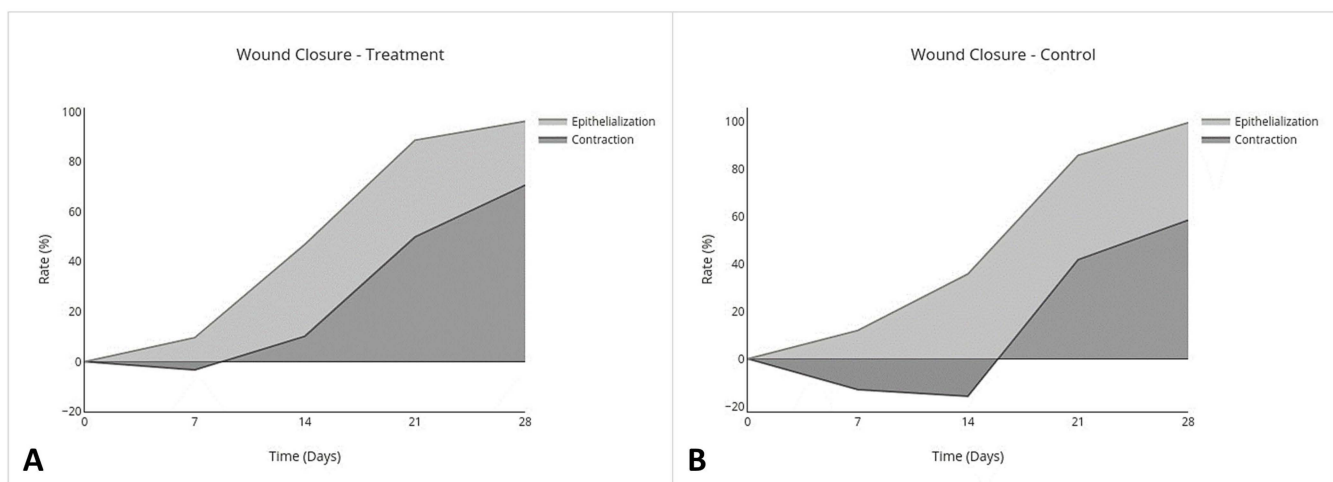 Wound Closure - Treatment
100
80
60
40
20
0
−20
Rate (%)
0 7 14 21 28
Time (Days)
Epithelialization
Contraction
A
Wound Closure - Control
100
80
60
40
20
0
−20
Rate (%)
0 7 14 21 28
Time (Days)
Epithelialization
Contraction
B